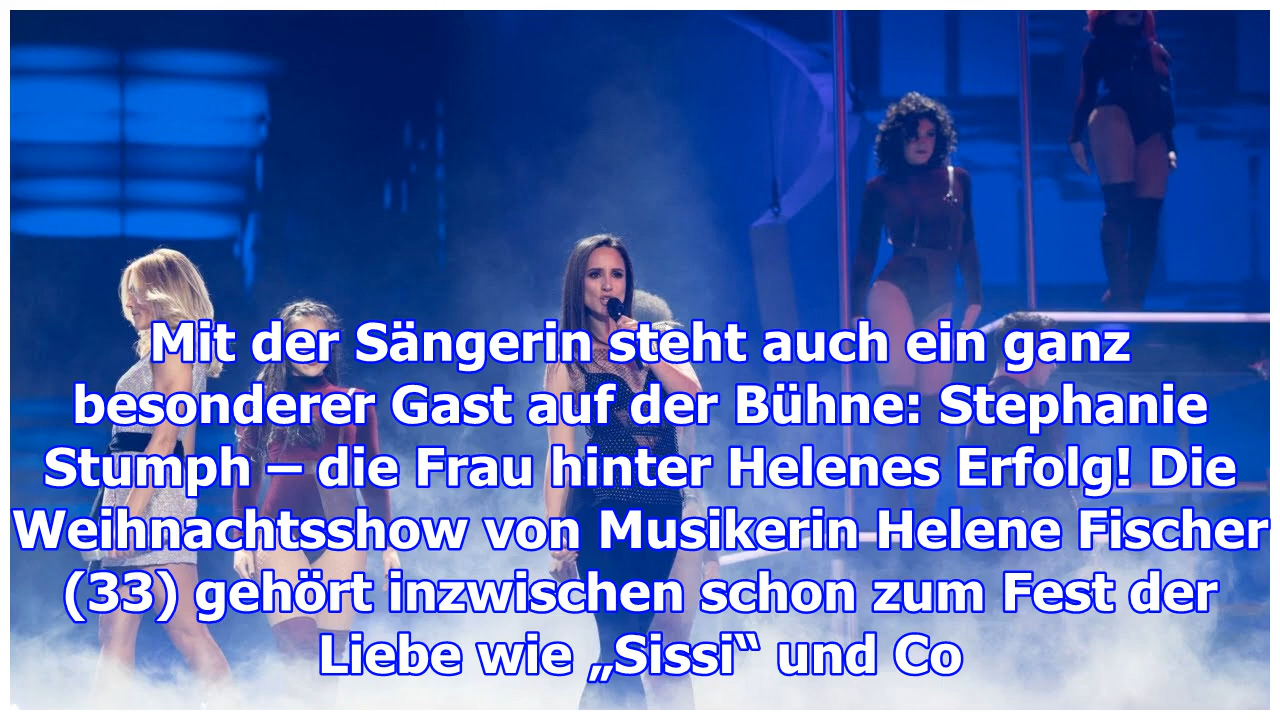 Mit der Sängerin steht auch ein ganz
besonderer Gast auf der Bühne: Stephanie
Stumph – die Frau hinter Helenes Erfolg! Die
Weihnachtsshow von Musikerin Helene Fischer
(33) gehört inzwischen schon zum Fest der
Liebe wie „Sissi“ und Co